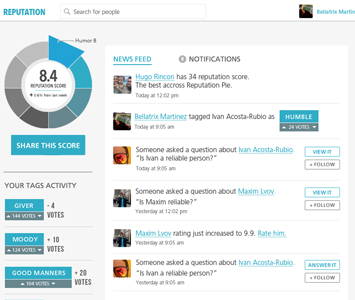 REPUTATION
Search for people
Bellatrix Martin
Humor 8
8.4
REPUTATION SCORE
0.6% from last week
SHARE THIS SCORE
YOUR TAGS ACTIVITY
GIVER
144 VOTES
- 4
VOTES
MOODY
124 VOTES
+ 10
VOTES
GOOD MANNERS
104 VOTES
+ 20
VOTES
NEWS FEED
NOTIFICATIONS
Hugo Rincon has 34 reputation score.
The best accross Reputation Pie.
Today at 12:02 pm
Bellatrix Martinez tagged Ivan Acosta-Rubio as
Today at 9:05 am
HUMBLE
24 VOTES
Someone asked a question about Ivan Acosta-Rubio.
“Is Ivan a reliable person?”
Today at 9:05 am
VIEW IT
+ FOLLOW
Someone asked a question about Maxim Lvov.
“Is Maxim reliable?”
Yesterday at 12:02 pm
VIEW IT
+ FOLLOW
Maxim Lvov rating just increased to 9.9. Rate him.
Yesterday at 9:05 am
Someone asked a question about Ivan Acosta-Rubio.
“Is Ivan a reliable person?”
Today at 9:05 am
ANSWER IT
+ FOLLOW